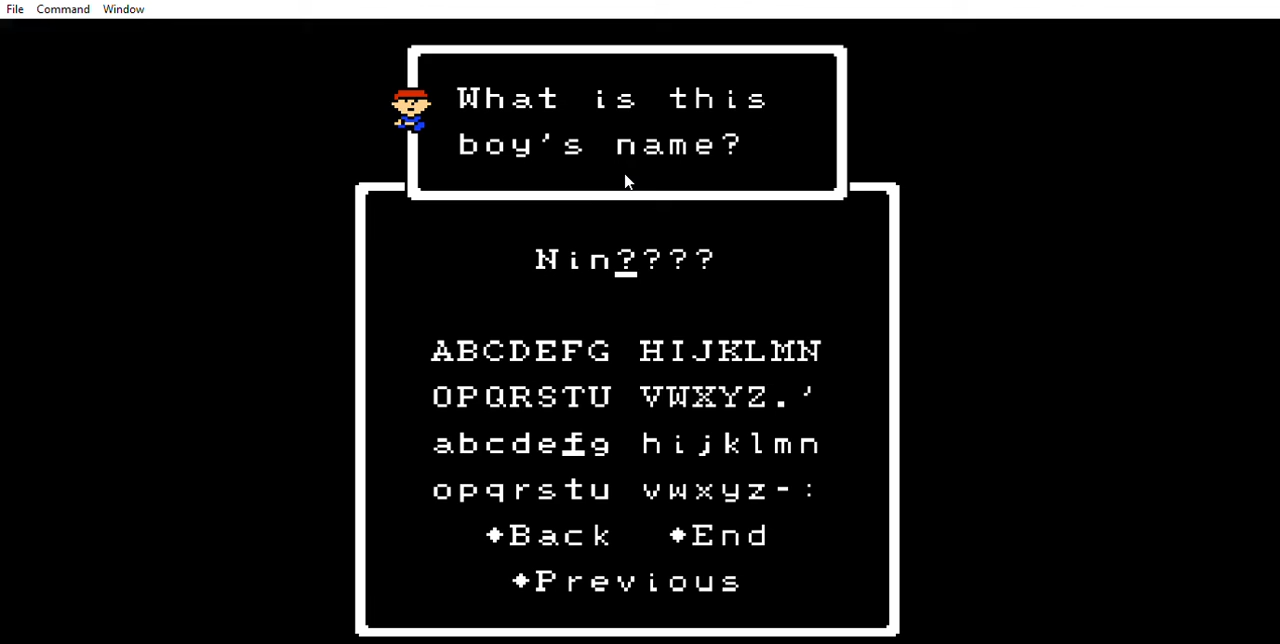 File Command Window
What is this
boy's name?
Nin????
ABCDEFG HIJKLMN
OPQRSTU VWXYZ.'
abcdefg hijklmn
opqrstu vwxyz-:
◆Back ◆End
◆Previous